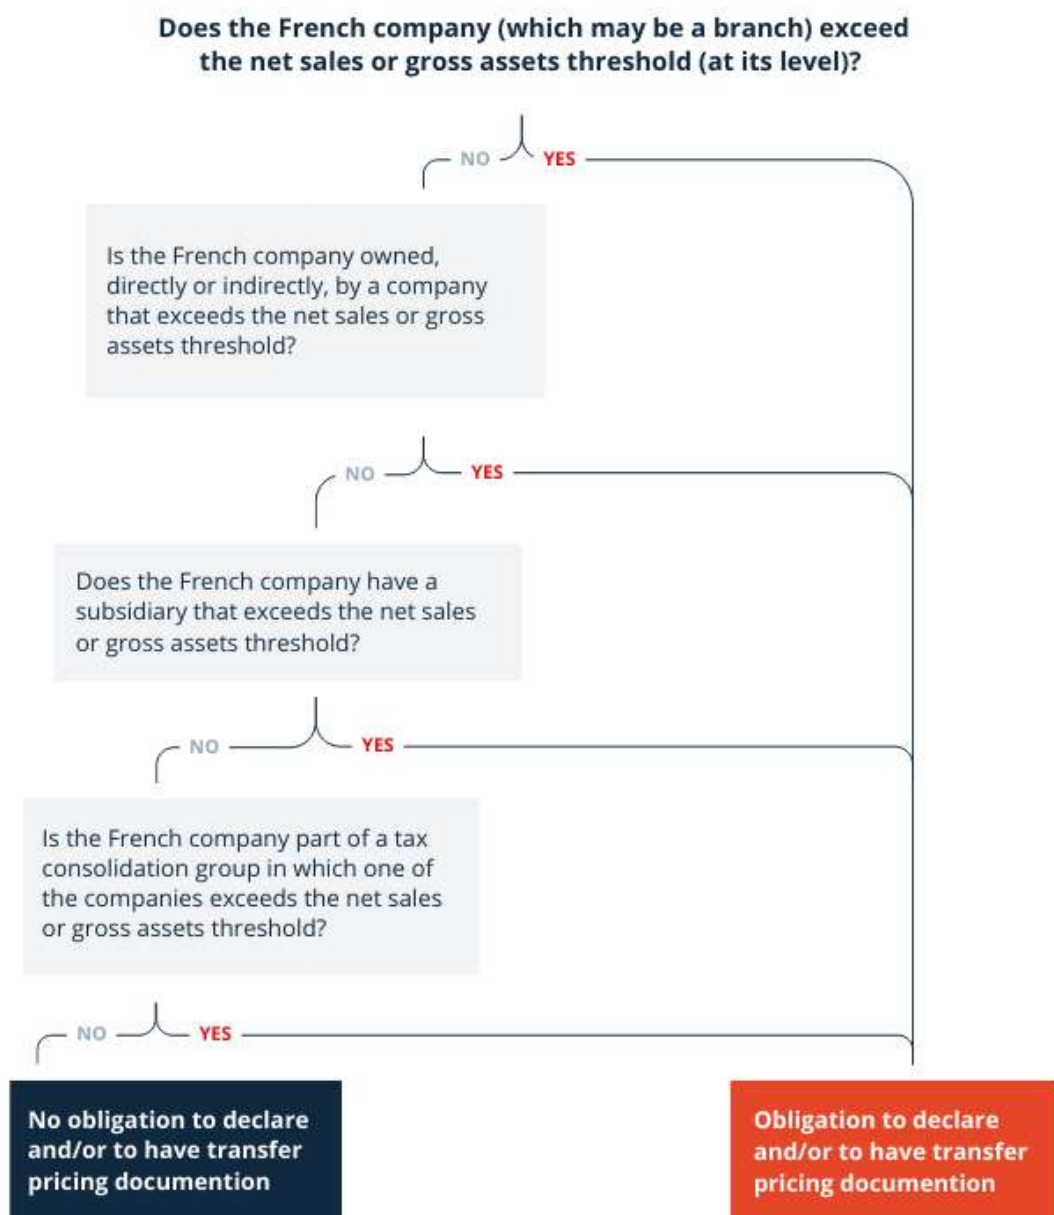 Does the French company (which may be a branch) exceed
the net sales or gross assets threshold (at its level)?
NO
YES
Is the French company owned,
directly or indirectly, by a company
that exceeds the net sales or gross
assets threshold?
NO
YES
Does the French company have a
subsidiary that exceeds the net sales
or gross assets threshold?
NO
YES
Is the French company part of a tax
consolidation group in which one of
the companies exceeds the net sales
or gross assets threshold?
NO
YES
No obligation to declare
and/or to have transfer
pricing documention
Obligation to declare
and/or to have transfer
pricing documention